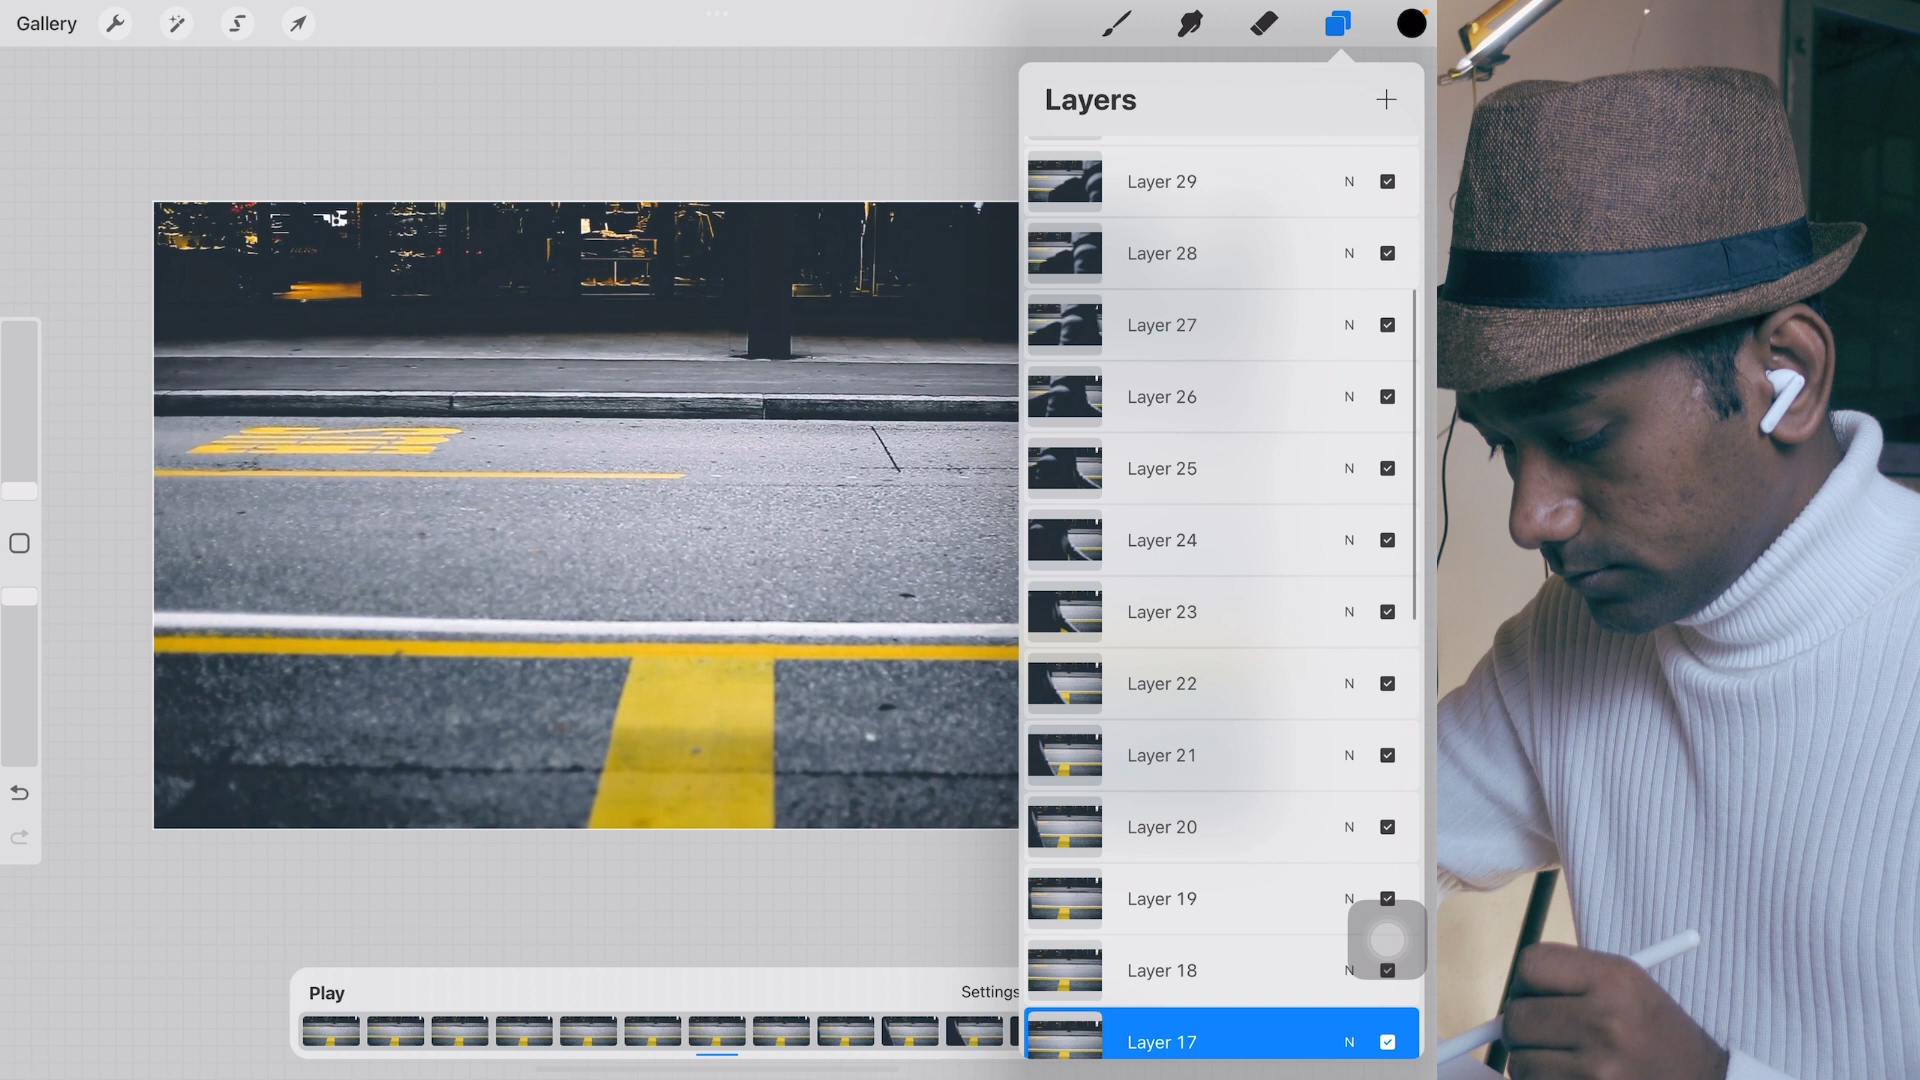 Gallery
Layers
Layer 29 N
Layer 28 N
Layer 27 N
Layer 26 N
Layer 25 N
Layer 24 N
Layer 23 N
Layer 22 N
Layer 21 N
Layer 20 N
Layer 19 N
Layer 18 N
Layer 17 N
Play
Settings